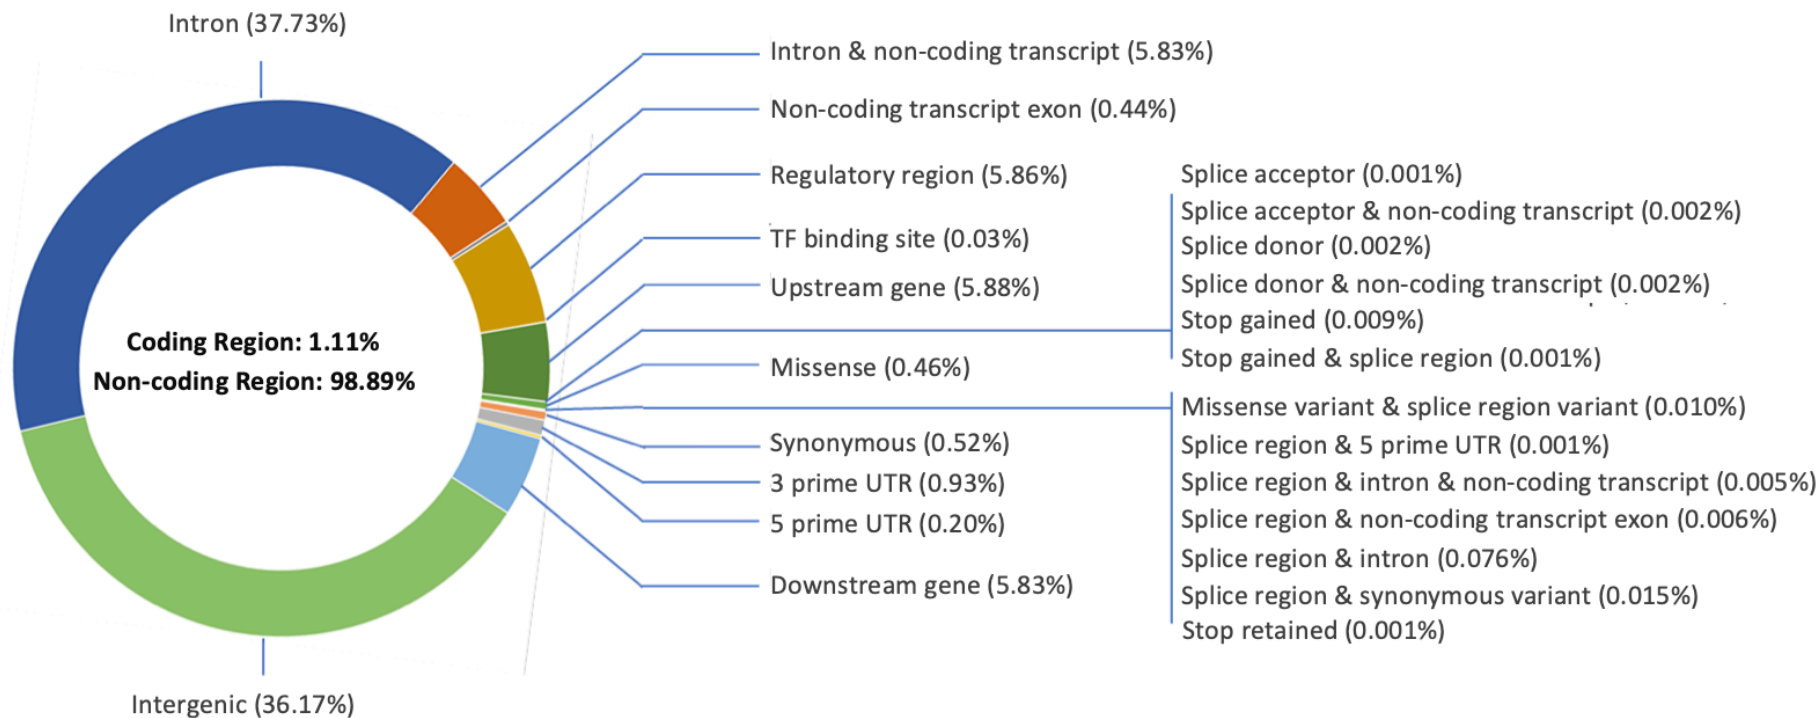 Intron (37.73%)
Intron & non-coding transcript (5.83%)
Non-coding transcript exon (0.44%)
Regulatory region (5.86%)
TF binding site (0.03%)
Upstream gene (5.88%)
Splice acceptor (0.001%)
Splice acceptor & non-coding transcript (0.002%)
Splice donor (0.002%)
Splice donor & non-coding transcript (0.002%)
Stop gained (0.009%)
Stop gained & splice region (0.001%)
Coding Region: 1.11%
Non-coding Region: 98.89%
Missense (0.46%)
Missense variant & splice region variant (0.010%)
Splice region & 5 prime UTR (0.001%)
Splice region & intron & non-coding transcript (0.005%)
Splice region & non-coding transcript exon (0.006%)
Splice region & intron (0.076%)
Splice region & synonymous variant (0.015%)
Stop retained (0.001%)
Synonymous (0.52%)
3 prime UTR (0.93%)
5 prime UTR (0.20%)
Downstream gene (5.83%)
Intergenic (36.17%)